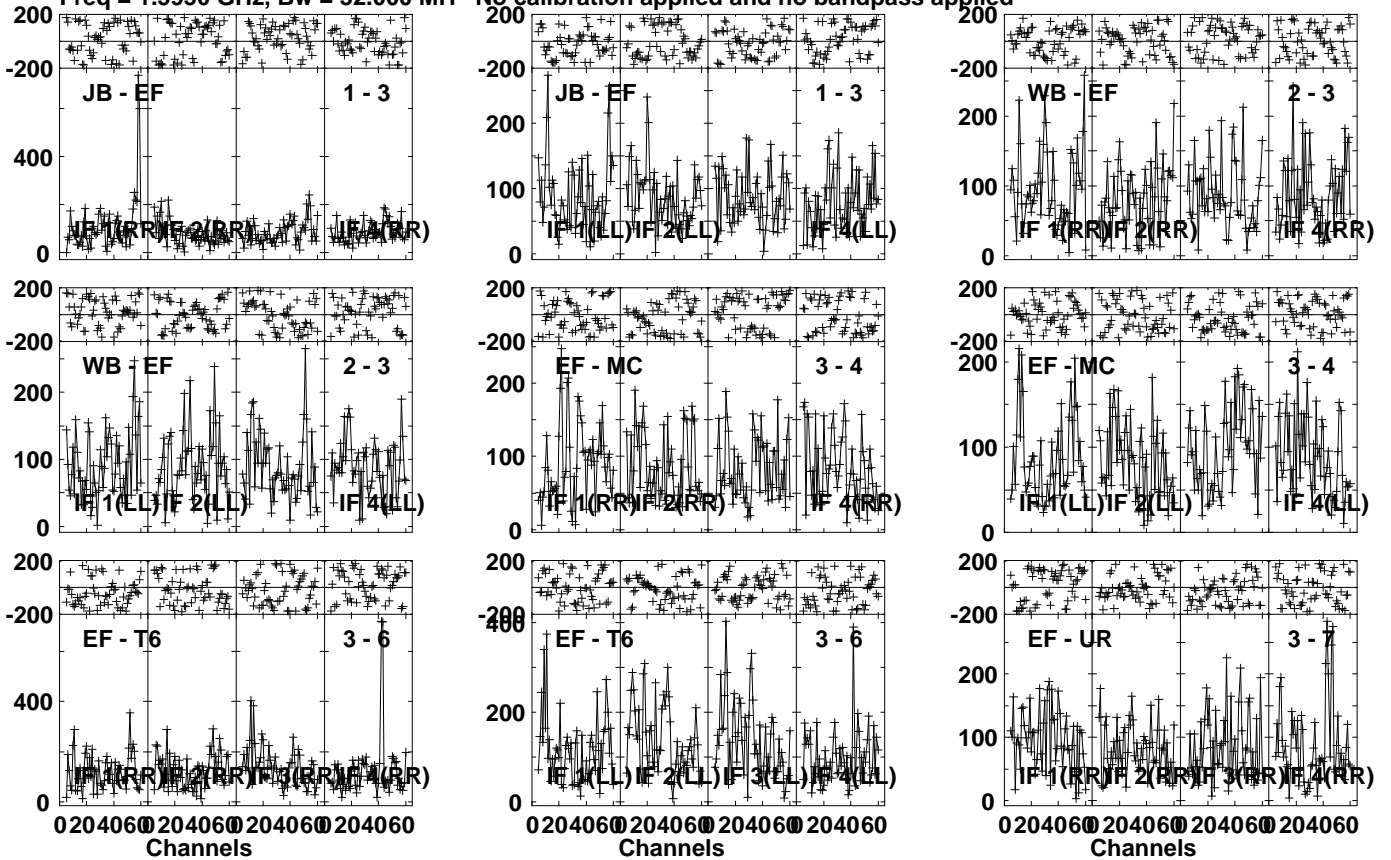 Freq = 1.5950 GHz, Bw = 32.000 MH No calibration applied and no bandpass applied
200
-200
JB - EF 1 - 3
400
0
IF 1(RR) IF 2(RR) IF 4(RR)
200
-200
JB - EF 1 - 3
200
100
0
IF 1(LL) IF 2(LL) IF 4(LL)
200
-200
WB - EF 2 - 3
200
100
0
IF 1(RR) IF 2(RR) IF 4(RR)
200
-200
WB - EF 2 - 3
200
100
0
IF 1(LL) IF 2(LL) IF 4(LL)
200
-200
EF - MC 3 - 4
200
100
0
IF 1(RR) IF 2(RR) IF 4(RR)
200
-200
EF - MC 3 - 4
200
100
0
IF 1(LL) IF 2(LL) IF 4(LL)
200
-200
EF - T6 3 - 6
400
0
IF 1(RR) IF 2(RR) IF 3(RR) IF 4(RR)
0 20 40 60 0 20 40 60 0 20 40 60 0 20 40 60
Channels
200
-200
400
EF - T6 3 - 6
200
0
IF 1(LL) IF 2(LL) IF 3(LL) IF 4(LL)
0 20 40 60 0 20 40 60 0 20 40 60 0 20 40 60
Channels
200
-200
EF - UR 3 - 7
200
100
0
IF 1(RR) IF 2(RR) IF 3(RR) IF 4(RR)
0 20 40 60 0 20 40 60 0 20 40 60 0 20 40 60
Channels